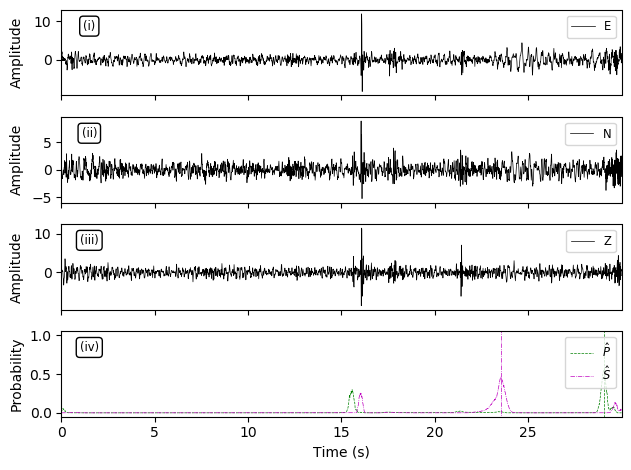 (i)
E
Amplitude
10
0
(ii)
N
Amplitude
5
0
−5
(iii)
Z
Amplitude
10
0
(iv)
P̂
Ŝ
Probability
1.0
0.5
0.0
0 5 10 15 20 25
Time (s)